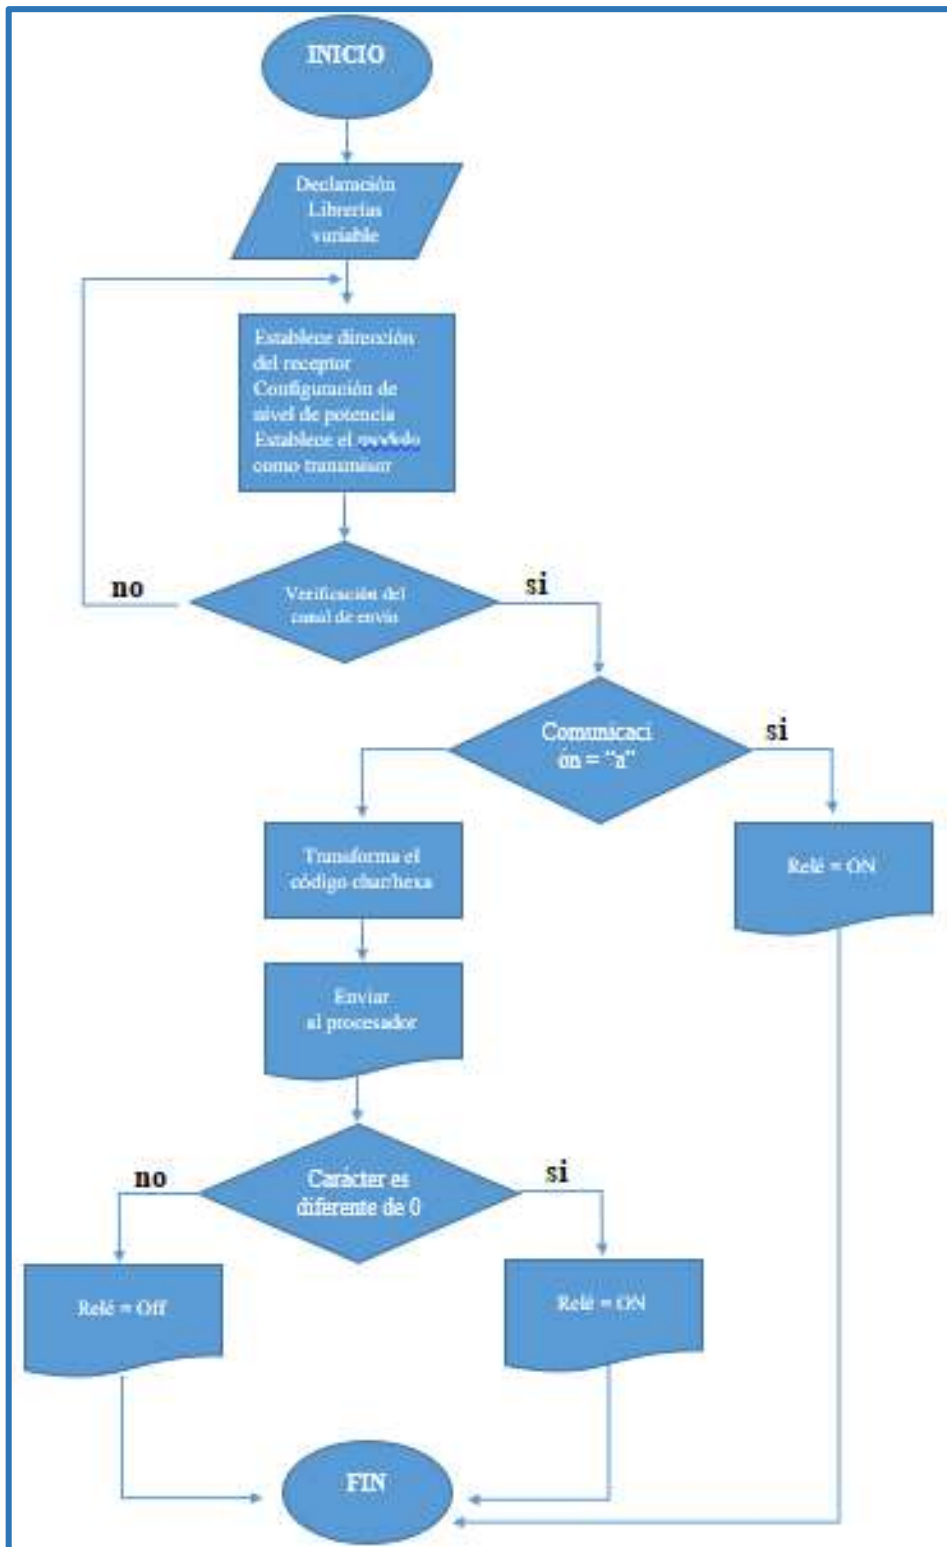 INICIO
Declaración
Librerías
variable
Establece dirección
del receptor
Configuración de
nivel de potencia
Establece el modulo
como transmisor
no
Verificación del
canal de envío
si
Comunicaci
ón = “a”
si
Transforma el
código char/hexa
Relé = ON
Enviar
al procesador
no
Carácter es
diferente de 0
si
Relé = Off
Relé = ON
FIN